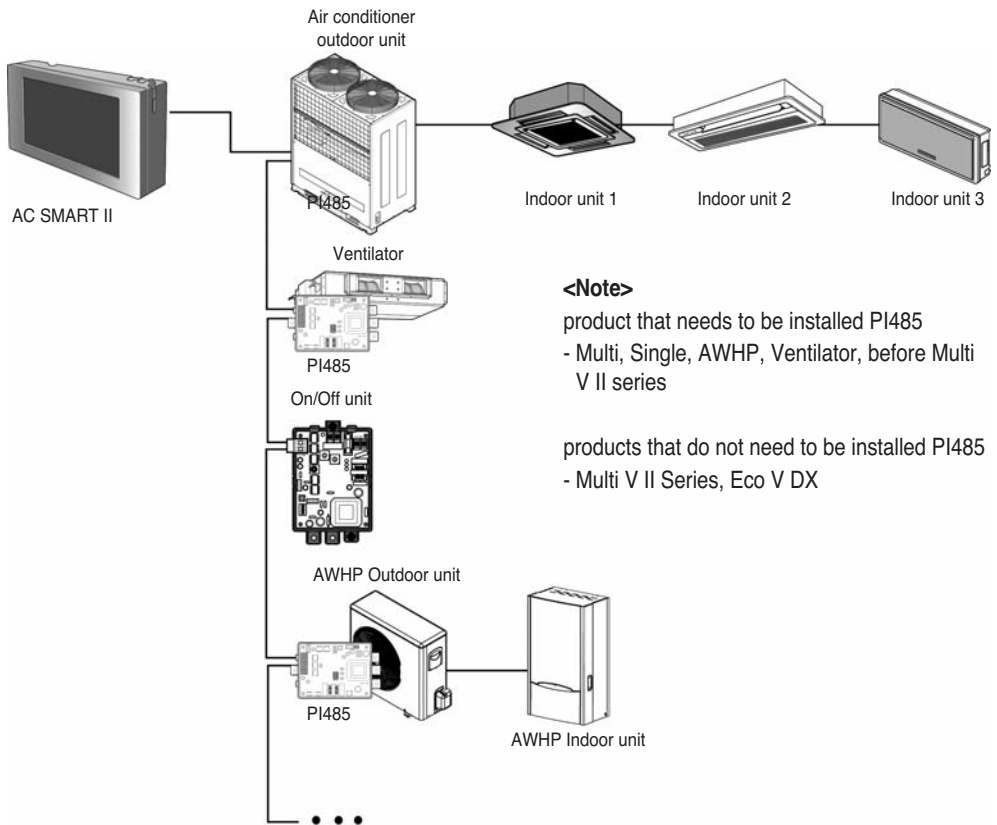 Air conditioner
outdoor unit
AC SMART II
PI485
Indoor unit 1
Indoor unit 2
Indoor unit 3
Ventilator
PI485
<Note>
product that needs to be installed PI485
- Multi, Single, AWHP, Ventilator, before Multi
V II series
On/Off unit
products that do not need to be installed PI485
- Multi V II Series, Eco V DX
AWHP Outdoor unit
PI485
AWHP Indoor unit